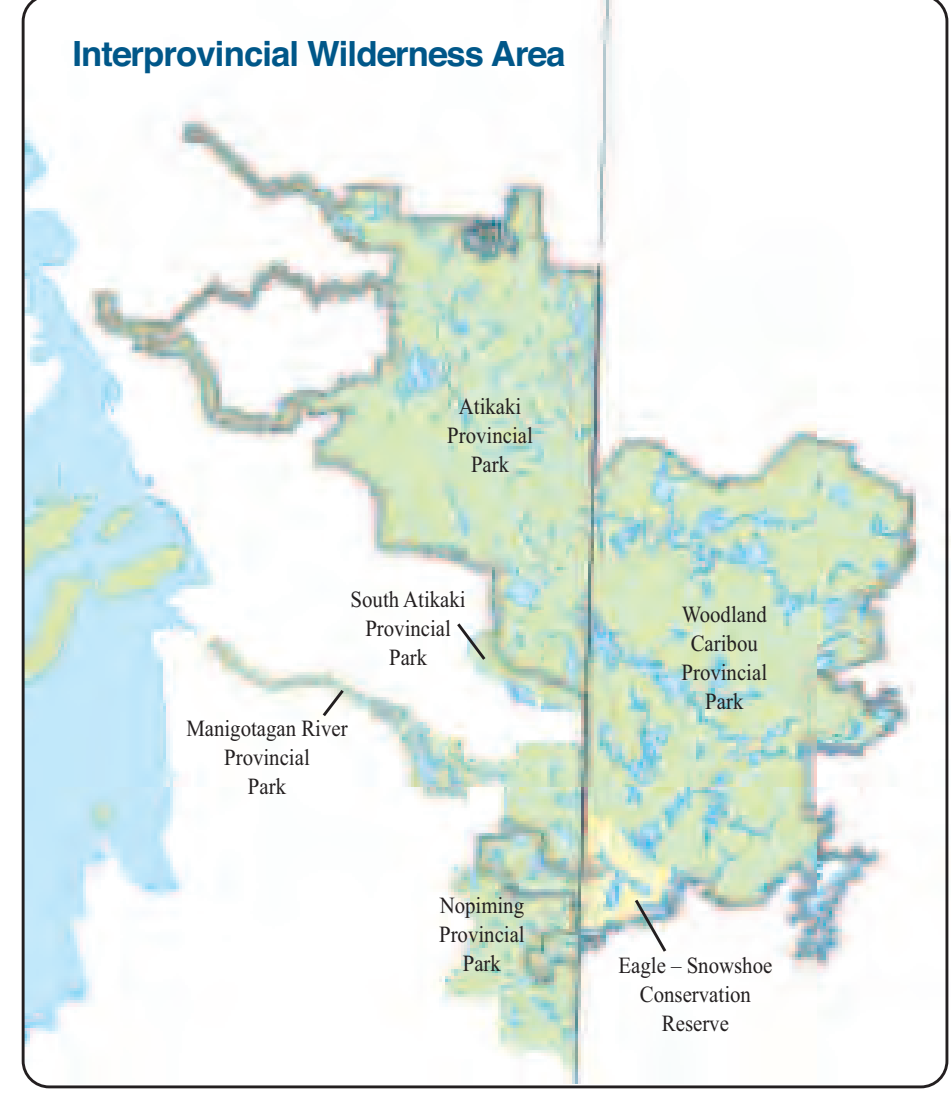 Interprovincial Wilderness Area
Atikaki
Provincial
Park
South Atikaki
Provincial
Park
Woodland
Caribou
Provincial
Park
Manigotagan River
Provincial
Park
Nopiming
Provincial
Park
Eagle – Snowshoe
Conservation
Reserve